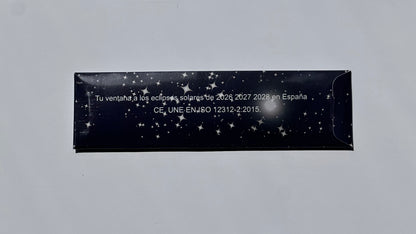 Tu ventana a los eclipses solares de 2026 2027 2028 en España
CE, UNE EN ISO 12312-2:2015.